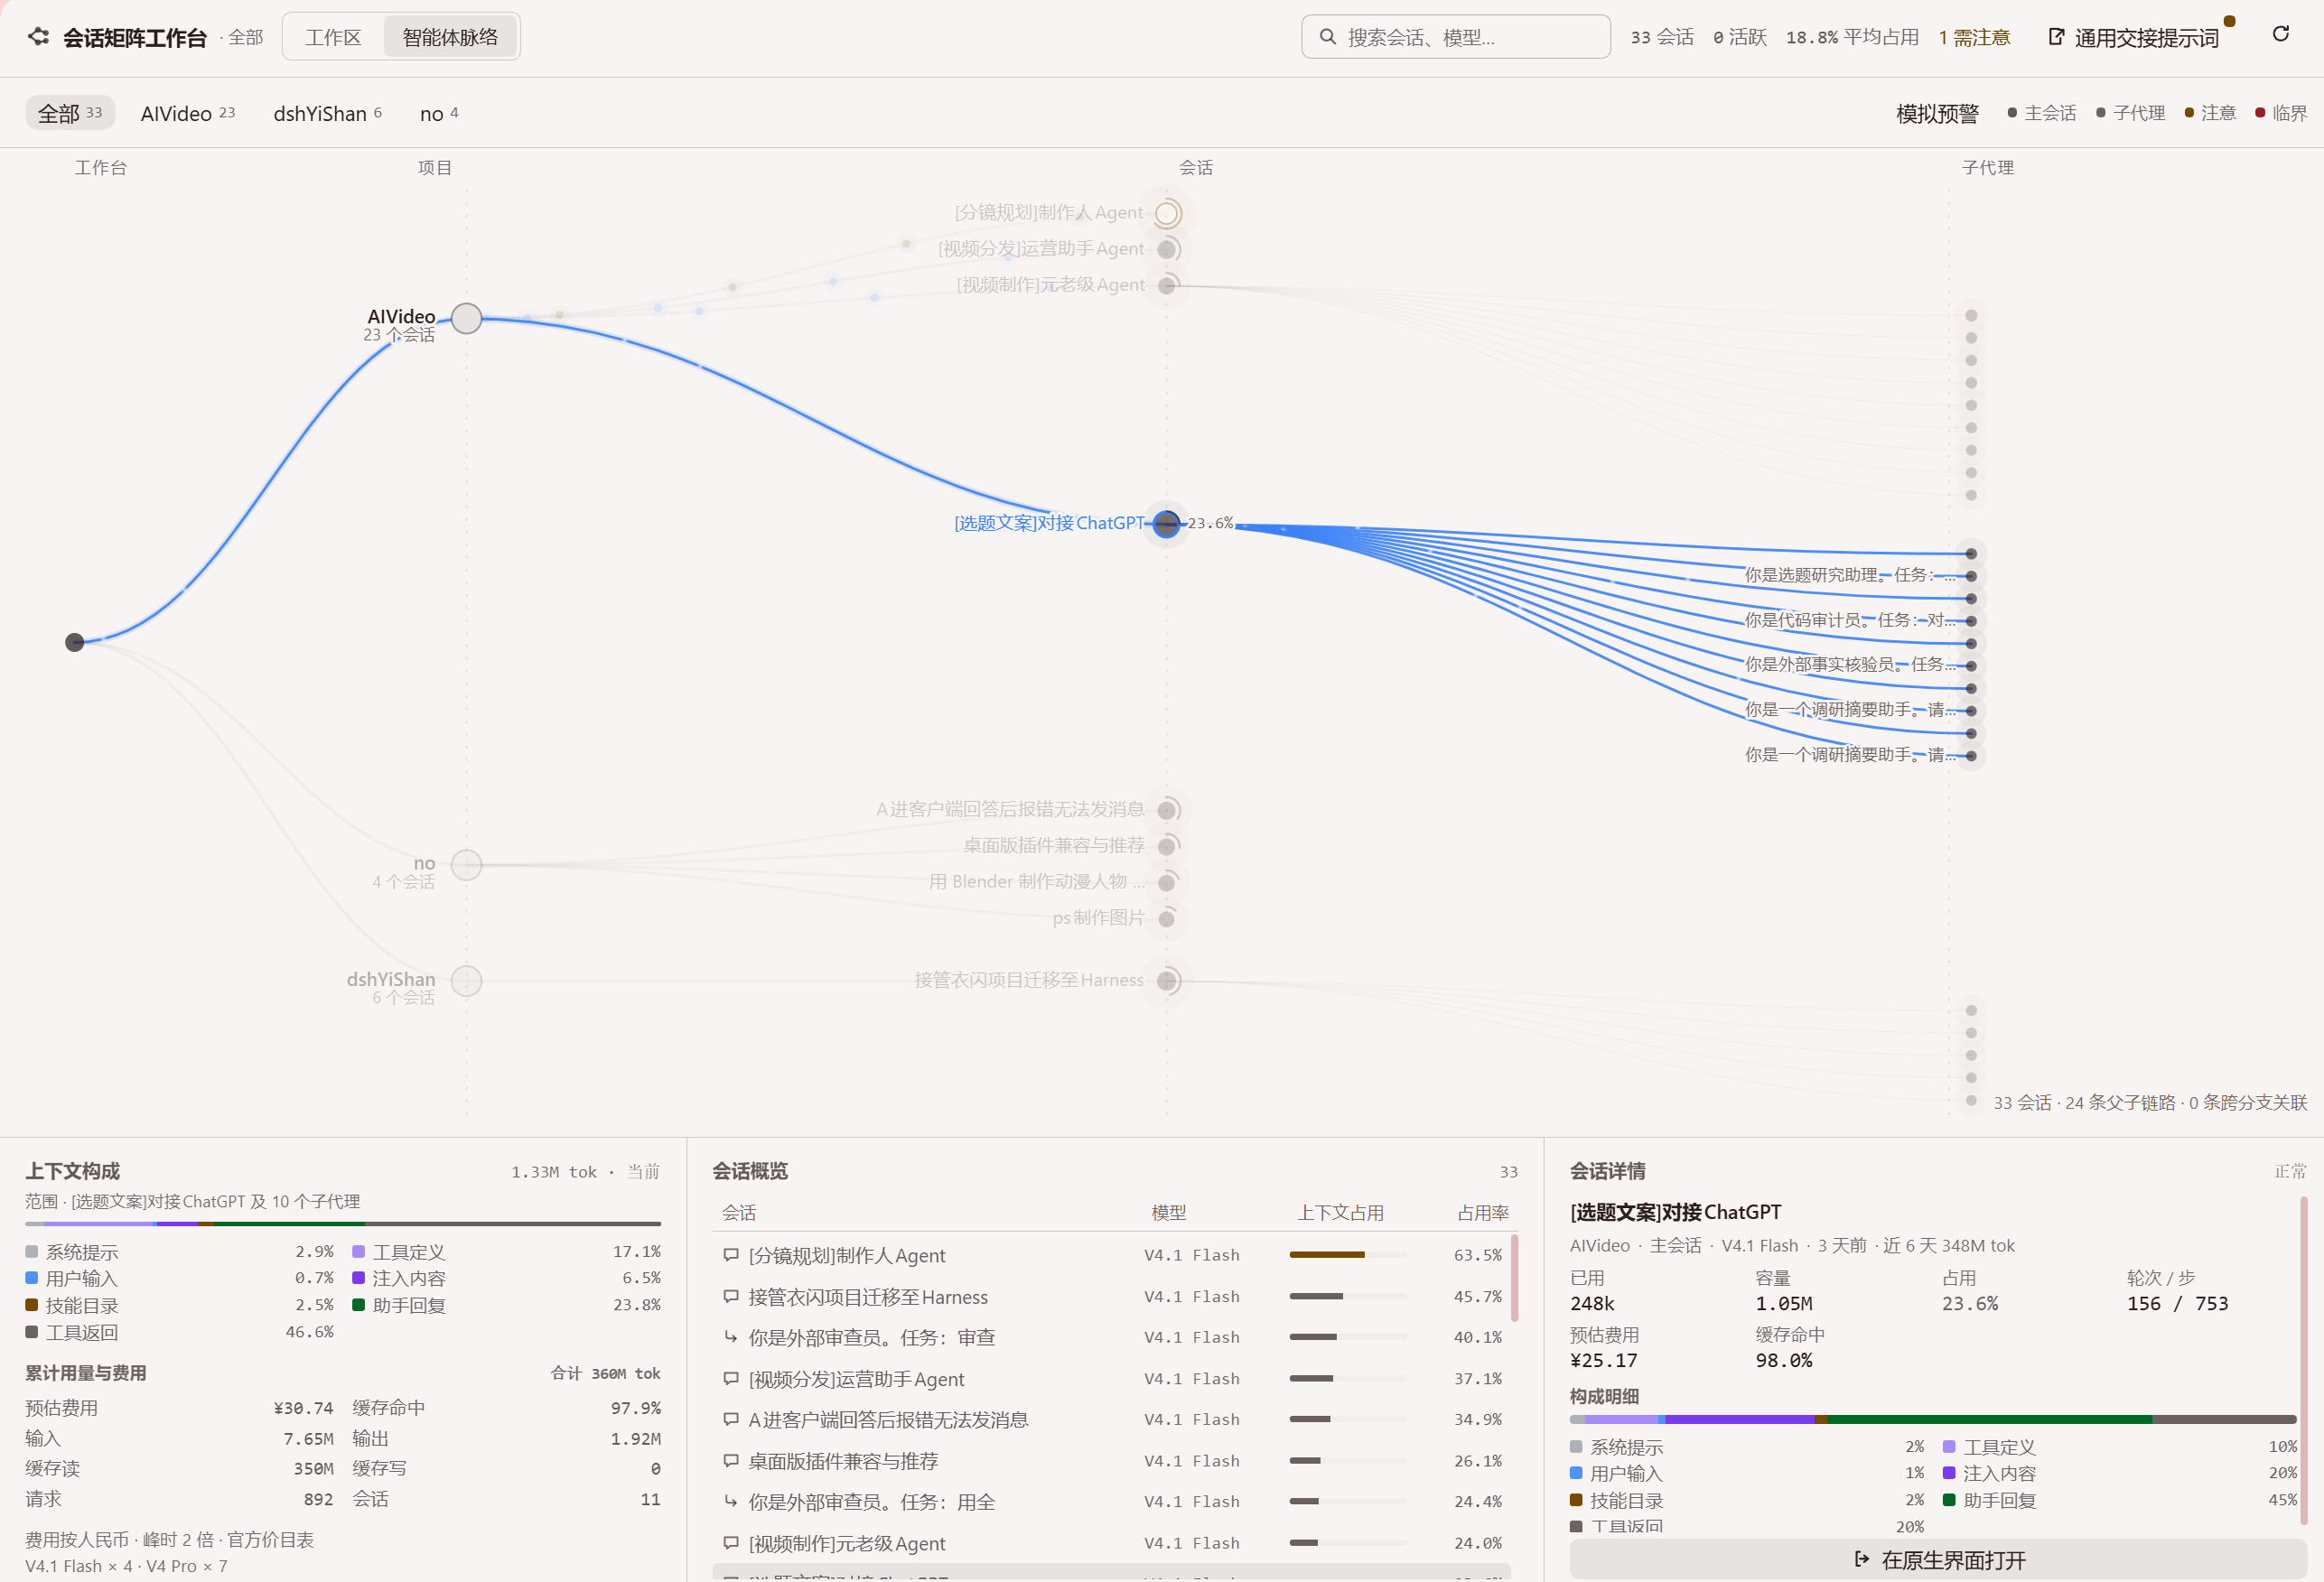 会话矩阵工作台 · 全部 工作区 智能体脉络 搜索会话、模型... 33 会话 0 活跃 18.8% 平均占用 1 需注意 通用交接提示词
全部 33 AIVideo 23 dshYiShan 6 no 4 模拟预警 主会话 子代理 注意 临界
工作台 项目 会话 子代理
[分镜规划]制作人 Agent
[视频分发]运营助手 Agent
[视频制作]元老级 Agent
AIVideo
23 个会话
[选题文案]对接 ChatGPT 23.6%
你是选题研究助理。任务：...
你是代码审计员。任务：对...
你是外部事实核验员。任务...
你是一个调研摘要助手。请...
你是一个调研摘要助手。请...
A 进客户端回答后报错无法发消息
桌面版插件兼容与推荐
no
4 个会话
用 Blender 制作动漫人物 ...
ps 制作图片
dshYiShan
6 个会话
接管衣闪项目迁移至 Harness
33 会话 · 24 条父子链路 · 0 条跨分支关联
上下文构成 1.33M tok · 当前
范围 · [选题文案]对接 ChatGPT 及 10 个子代理
系统提示 2.9% 工具定义 17.1%
用户输入 0.7% 注入内容 6.5%
技能目录 2.5% 助手回复 23.8%
工具返回 46.6%
累计用量与费用 合计 360M tok
预估费用 ¥30.74 缓存命中 97.9%
输入 7.65M 输出 1.92M
缓存读 350M 缓存写 0
请求 892 会话 11
费用按人民币 · 峰时 2 倍 · 官方价目表
V4.1 Flash × 4 · V4 Pro × 7
会话概览 33
会话 模型 上下文占用 占用率
[分镜规划]制作人 Agent V4.1 Flash 63.5%
接管衣闪项目迁移至 Harness V4.1 Flash 45.7%
你是外部审查员。任务：审查 V4.1 Flash 40.1%
[视频分发]运营助手 Agent V4.1 Flash 37.1%
A 进客户端回答后报错无法发消息 V4.1 Flash 34.9%
桌面版插件兼容与推荐 V4.1 Flash 26.1%
你是外部审查员。任务：用全 V4.1 Flash 24.4%
[视频制作]元老级 Agent V4.1 Flash 24.0%
会话详情 正常
[选题文案]对接 ChatGPT
AIVideo · 主会话 · V4.1 Flash · 3 天前 · 近 6 天 348M tok
已用 容量 占用 轮次 / 步
248k 1.05M 23.6% 156 / 753
预估费用 缓存命中
¥25.17 98.0%
构成明细
系统提示 2% 工具定义 10%
用户输入 1% 注入内容 20%
技能目录 2% 助手回复 45%
工具返回 20%
在原生界面打开